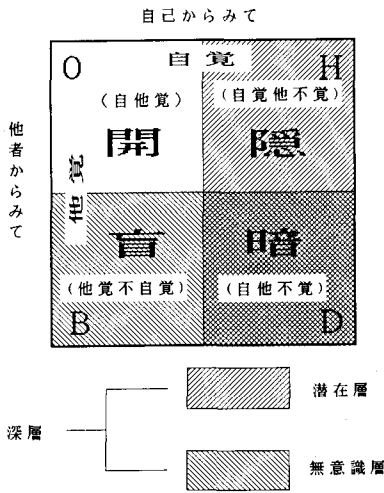 自己からみて
他者からみて
O 自覚 H
(自他覚) (自覚他不覚)
開 隠
他覚
盲 暗
(他覚不自覚) (自他不覚)
B D
潜在層
深層
無意識層